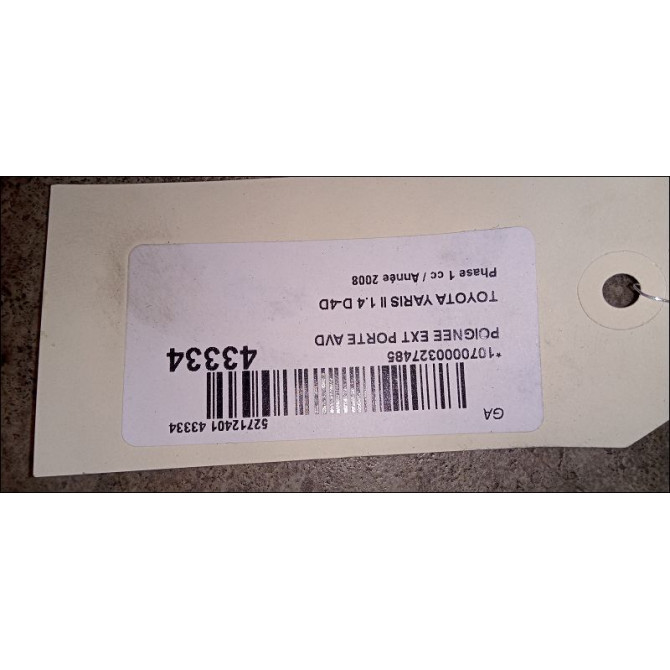 GA
52712401 43334
*1070000327485
43334
POIGNEE EXT PORTE AVD
TOYOTA YARIS II 1.4 D-4D
Phase 1 cc / Année 2008